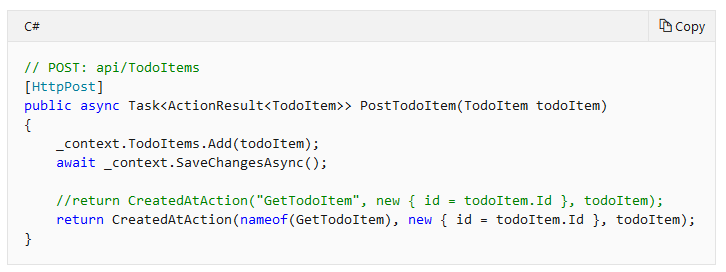 C#
Copy
// POST: api/TodoItems
[HttpPost]
public async Task<ActionResult<TodoItem>> PostTodoItem(TodoItem todoItem)
{
    _context.TodoItems.Add(todoItem);
    await _context.SaveChangesAsync();

    //return CreatedAtAction("GetTodoItem", new { id = todoItem.Id }, todoItem);
    return CreatedAtAction(nameof(GetTodoItem), new { id = todoItem.Id }, todoItem);
}